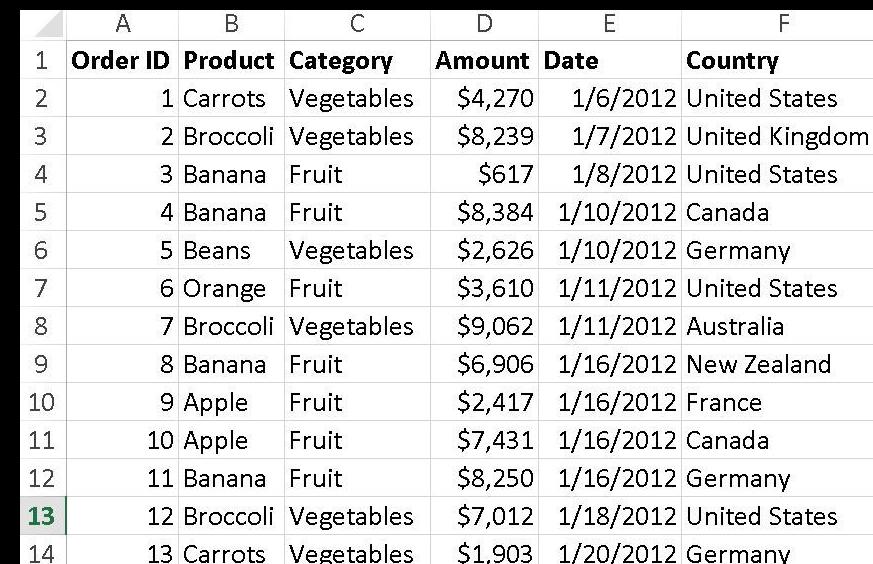 A B C D E F
1 Order ID Product Category Amount Date Country
2 1 Carrots Vegetables $4,270 1/6/2012 United States
3 2 Broccoli Vegetables $8,239 1/7/2012 United Kingdom
4 3 Banana Fruit $617 1/8/2012 United States
5 4 Banana Fruit $8,384 1/10/2012 Canada
6 5 Beans Vegetables $2,626 1/10/2012 Germany
7 6 Orange Fruit $3,610 1/11/2012 United States
8 7 Broccoli Vegetables $9,062 1/11/2012 Australia
9 8 Banana Fruit $6,906 1/16/2012 New Zealand
10 9 Apple Fruit $2,417 1/16/2012 France
11 10 Apple Fruit $7,431 1/16/2012 Canada
12 11 Banana Fruit $8,250 1/16/2012 Germany
13 12 Broccoli Vegetables $7,012 1/18/2012 United States
14 13 Carrots Vegetables $1,903 1/20/2012 Germany